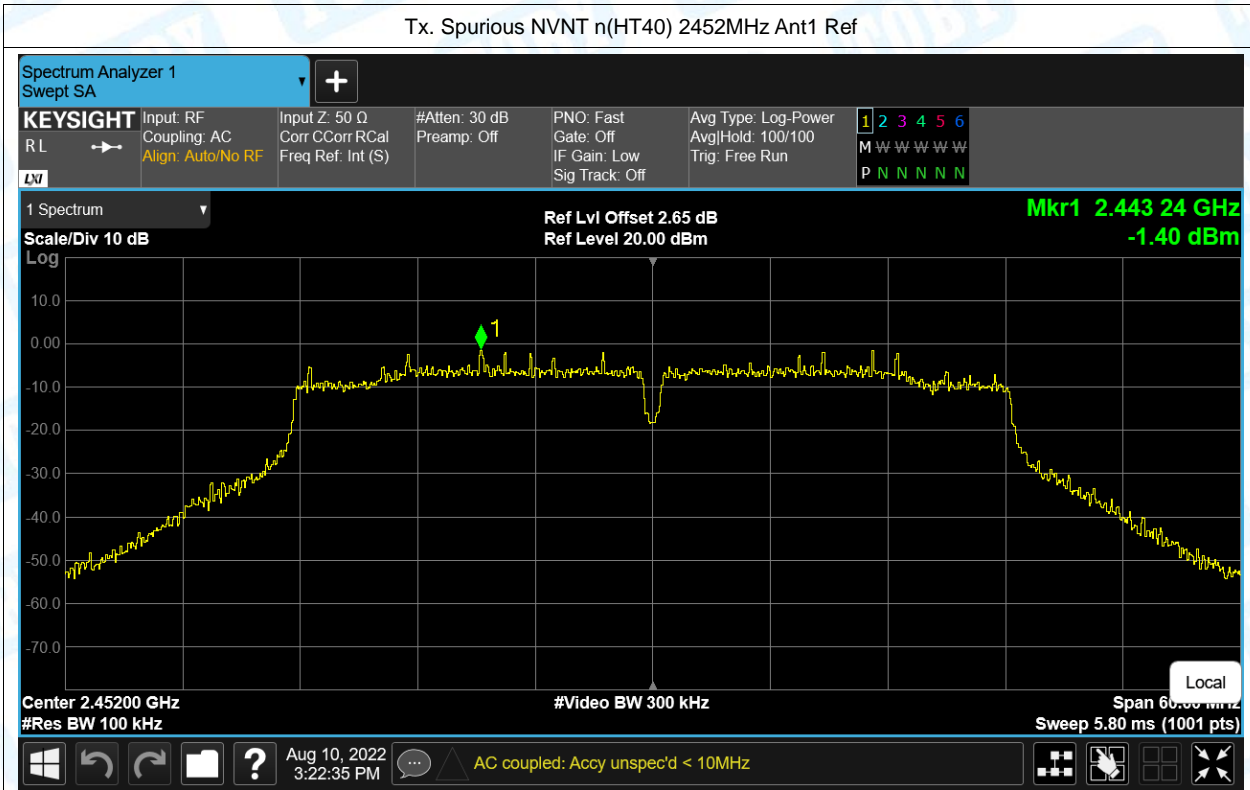 Tx. Spurious NVNT n(HT40) 2452MHz Ant1 Ref
Spectrum Analyzer 1
Swept SA
+
KEYSIGHT
R L
LXI
Input: RF
Coupling: AC
Align: Auto/No RF
Input Z: 50 Ω
Corr CCorr RCal
Freq Ref: Int (S)
#Atten: 30 dB
Preamp: Off
PNO: Fast
Gate: Off
IF Gain: Low
Sig Track: Off
Avg Type: Log-Power
Avg|Hold: 100/100
Trig: Free Run
1 2 3 4 5 6
M W W W W W
P N N N N N
1 Spectrum
Scale/Div 10 dB
Log
Ref Lvl Offset 2.65 dB
Ref Level 20.00 dBm
Mkr1 2.443 24 GHz
-1.40 dBm
1
10.0
0.00
-10.0
-20.0
-30.0
-40.0
-50.0
-60.0
-70.0
Local
Center 2.45200 GHz
#Res BW 100 kHz
#Video BW 300 kHz
Span 60.00 MHz
Sweep 5.80 ms (1001 pts)
?
Aug 10, 2022
3:22:35 PM
AC coupled: Accy unspec'd < 10MHz